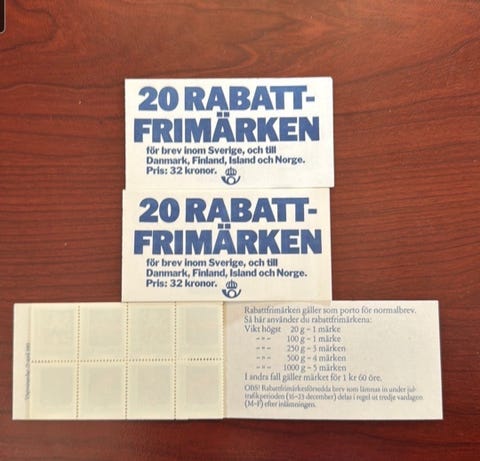 20 RABATT-
FRIMÄRKEN
för brev inom Sverige, och till
Danmark, Finland, Island och Norge.
Pris: 32 kronor.
20 RABATT-
FRIMÄRKEN
för brev inom Sverige, och till
Danmark, Finland, Island och Norge.
Pris: 32 kronor.
Rabattfrimärken gäller som porto för normalbrev.
Så här använder du rabattfrimärkena:
Vikt högst 20 g – 1 märke
–"– 100 g – 1 märke
–"– 250 g – 3 märken
–"– 500 g – 4 märken
–"– 1000 g – 5 märken
I andra fall gäller märket för 1 kr 60 öre.
OBS! Rabattfrimärkesförsedda brev som lämnas in under jul-
trafikperioden (16–23 december) delas i regel ut tredje vardagen
(M–F) efter inlämningen.